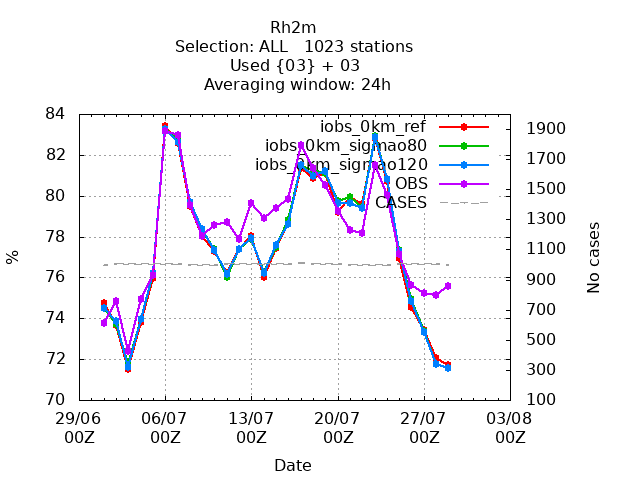 Rh2m
Selection: ALL   1023 stations
Used {03} + 03
Averaging window: 24h
iobs_0km_ref
iobs_0km_sigmao80
iobs_0km_sigmao120
OBS
CASES
84
82
80
78
76
74
72
70
%
1900
1700
1500
1300
1100
900
700
500
300
100
No cases
29/06 06/07 13/07 20/07 27/07 03/08
00Z 00Z 00Z 00Z 00Z 00Z
Date